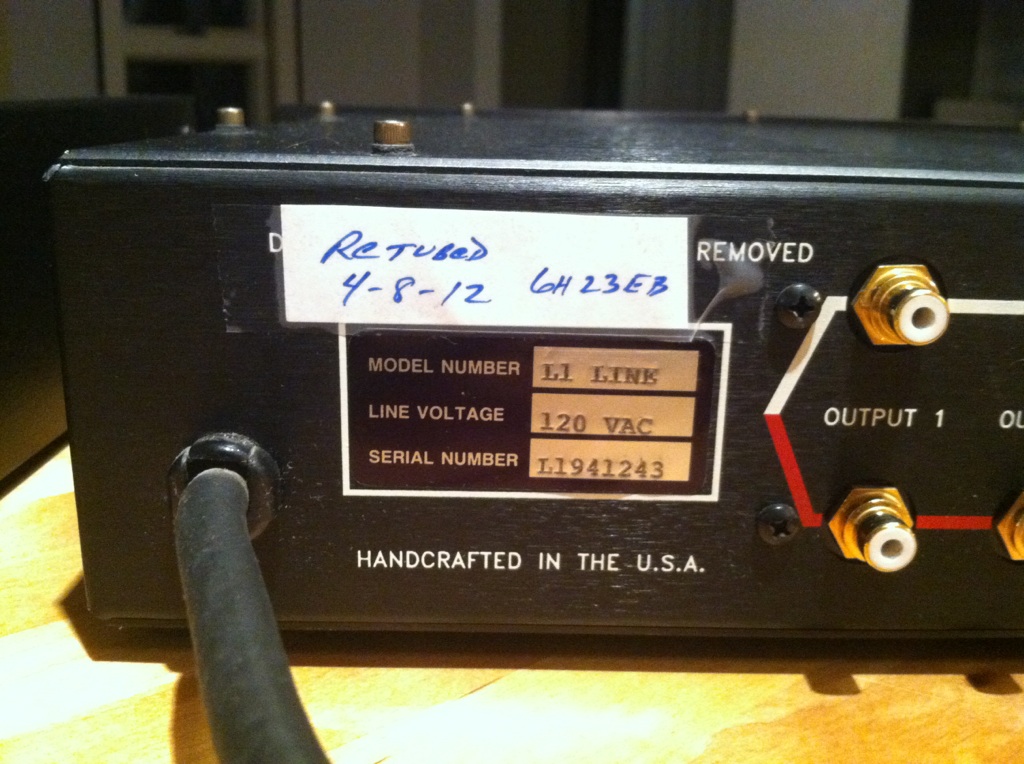 D
ReTubed
4-8-12 6H23EB
REMOVED
MODEL NUMBER L1 LINE
LINE VOLTAGE 120 VAC
SERIAL NUMBER L1941243
HANDCRAFTED IN THE U.S.A.
OUTPUT 1
OU